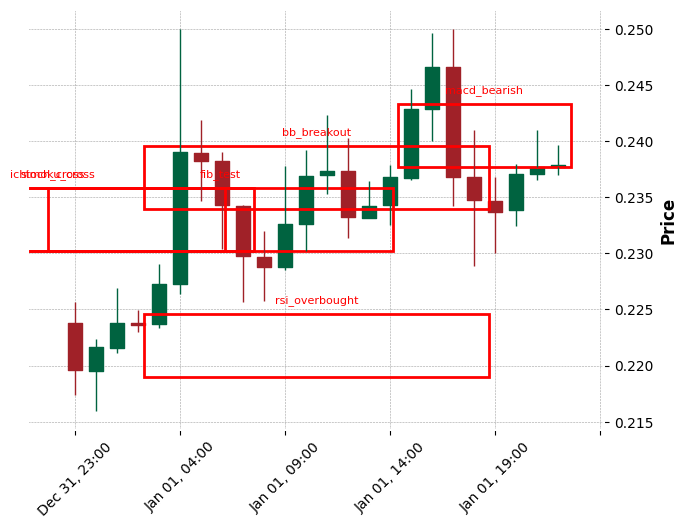 0.250
0.245
macd_bearish
0.240
bb_breakout
fib_test
0.235
Price
0.230
0.225
rsi_overbought
0.220
0.215
Dec 31, 23:00
Jan 01, 04:00
Jan 01, 09:00
Jan 01, 14:00
Jan 01, 19:00